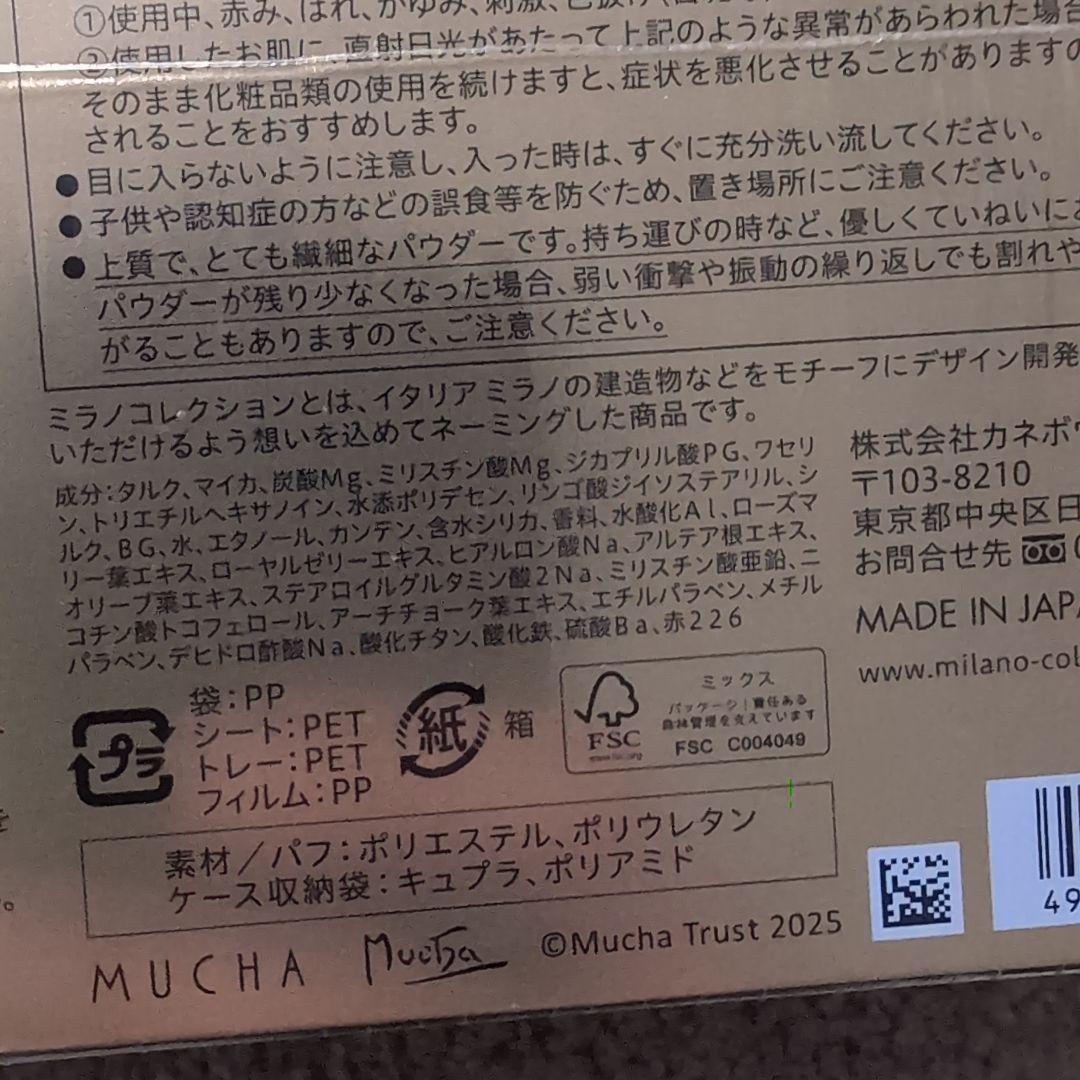 ①使用中、赤み、はれ、かゆみ、刺激、色抜け
②使用したお肌に、直射日光があたって上記のような異常があらわれた場合
そのまま化粧品類の使用を続けますと、症状を悪化させることがありますの
されることをおすすめします。
●目に入らないように注意し、入った時は、すぐに充分洗い流してください。
●子供や認知症の方などの誤食等を防ぐため、置き場所にご注意ください。
●上質で、とても繊細なパウダーです。持ち運びの時など、優しくていねいにお
パウダーが残り少なくなった場合、弱い衝撃や振動の繰り返しでも割れや
がることもありますので、ご注意ください。
ミラノコレクションとは、イタリア ミラノの建造物などをモチーフにデザイン開発
いただけるよう想いを込めてネーミングした商品です。
成分：タルク、マイカ、炭酸Mg、ミリスチン酸Mg、ジカプリル酸PG、ワセリ
ン、トリエチルヘキサノイン、水添ポリデセン、リンゴ酸ジイソステアリル、シ
ルク、BG、水、エタノール、カンテン、含水シリカ、香料、水酸化Al、ローズマ
リー葉エキス、ローヤルゼリーエキス、ヒアルロン酸Na、アルテア根エキス、
オリーブ葉エキス、ステアロイルグルタミン酸2Na、ミリスチン酸亜鉛、ニ
コチン酸トコフェロール、アーチチョーク葉エキス、エチルパラベン、メチル
パラベン、デヒドロ酢酸Na、酸化チタン、酸化鉄、硫酸Ba、赤226
株式会社カネボウ
〒103-8210
東京都中央区日
お問合せ先
MADE IN JAPA
www.milano-col
プラ
袋：PP
シート：PET
トレー：PET
フィルム：PP
紙
箱
FSC
www.fsc.org
ミックス
パッケージ｜責任ある
森林管理を支えています
FSC C004049
素材／パフ：ポリエステル、ポリウレタン
ケース収納袋：キュプラ、ポリアミド
MUCHA
Mucha
©Mucha Trust 2025
49
を
。